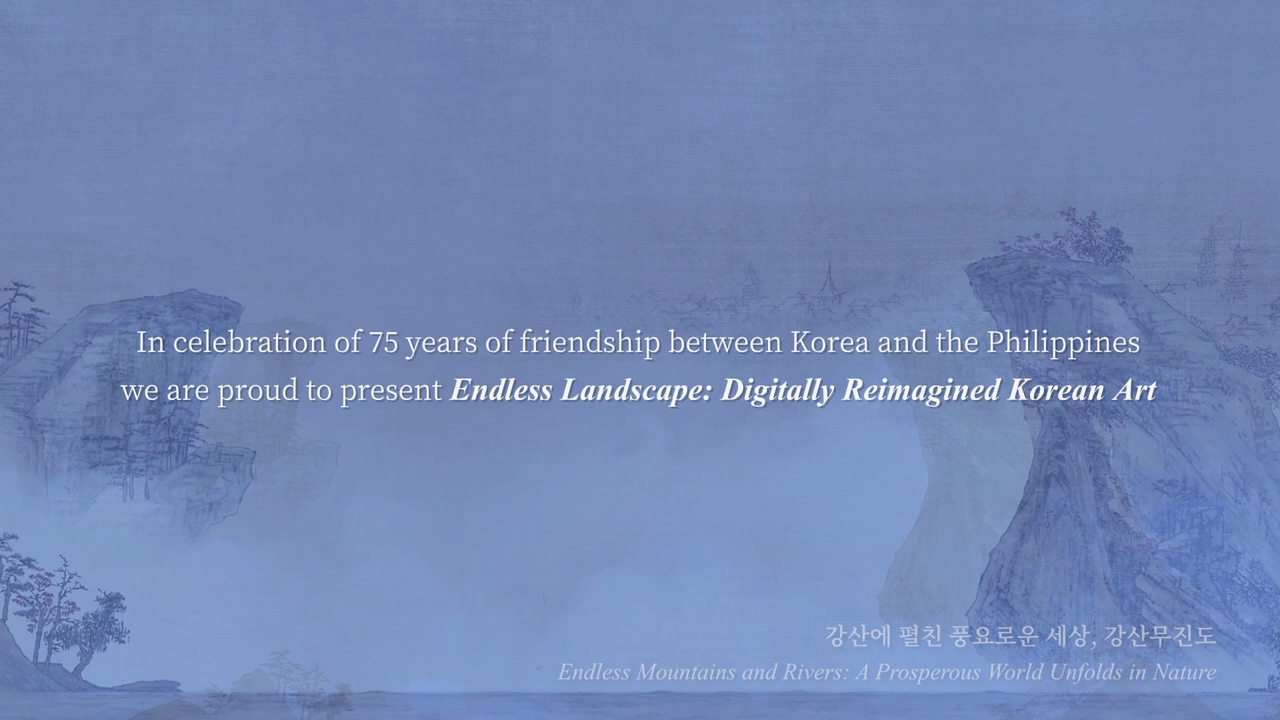 In celebration of 75 years of friendship between Korea and the Philippines
we are proud to present Endless Landscape: Digitally Reimagined Korean Art
강산에 펼친 풍요로운 세상, 강산무진도
Endless Mountains and Rivers: A Prosperous World Unfolds in Nature